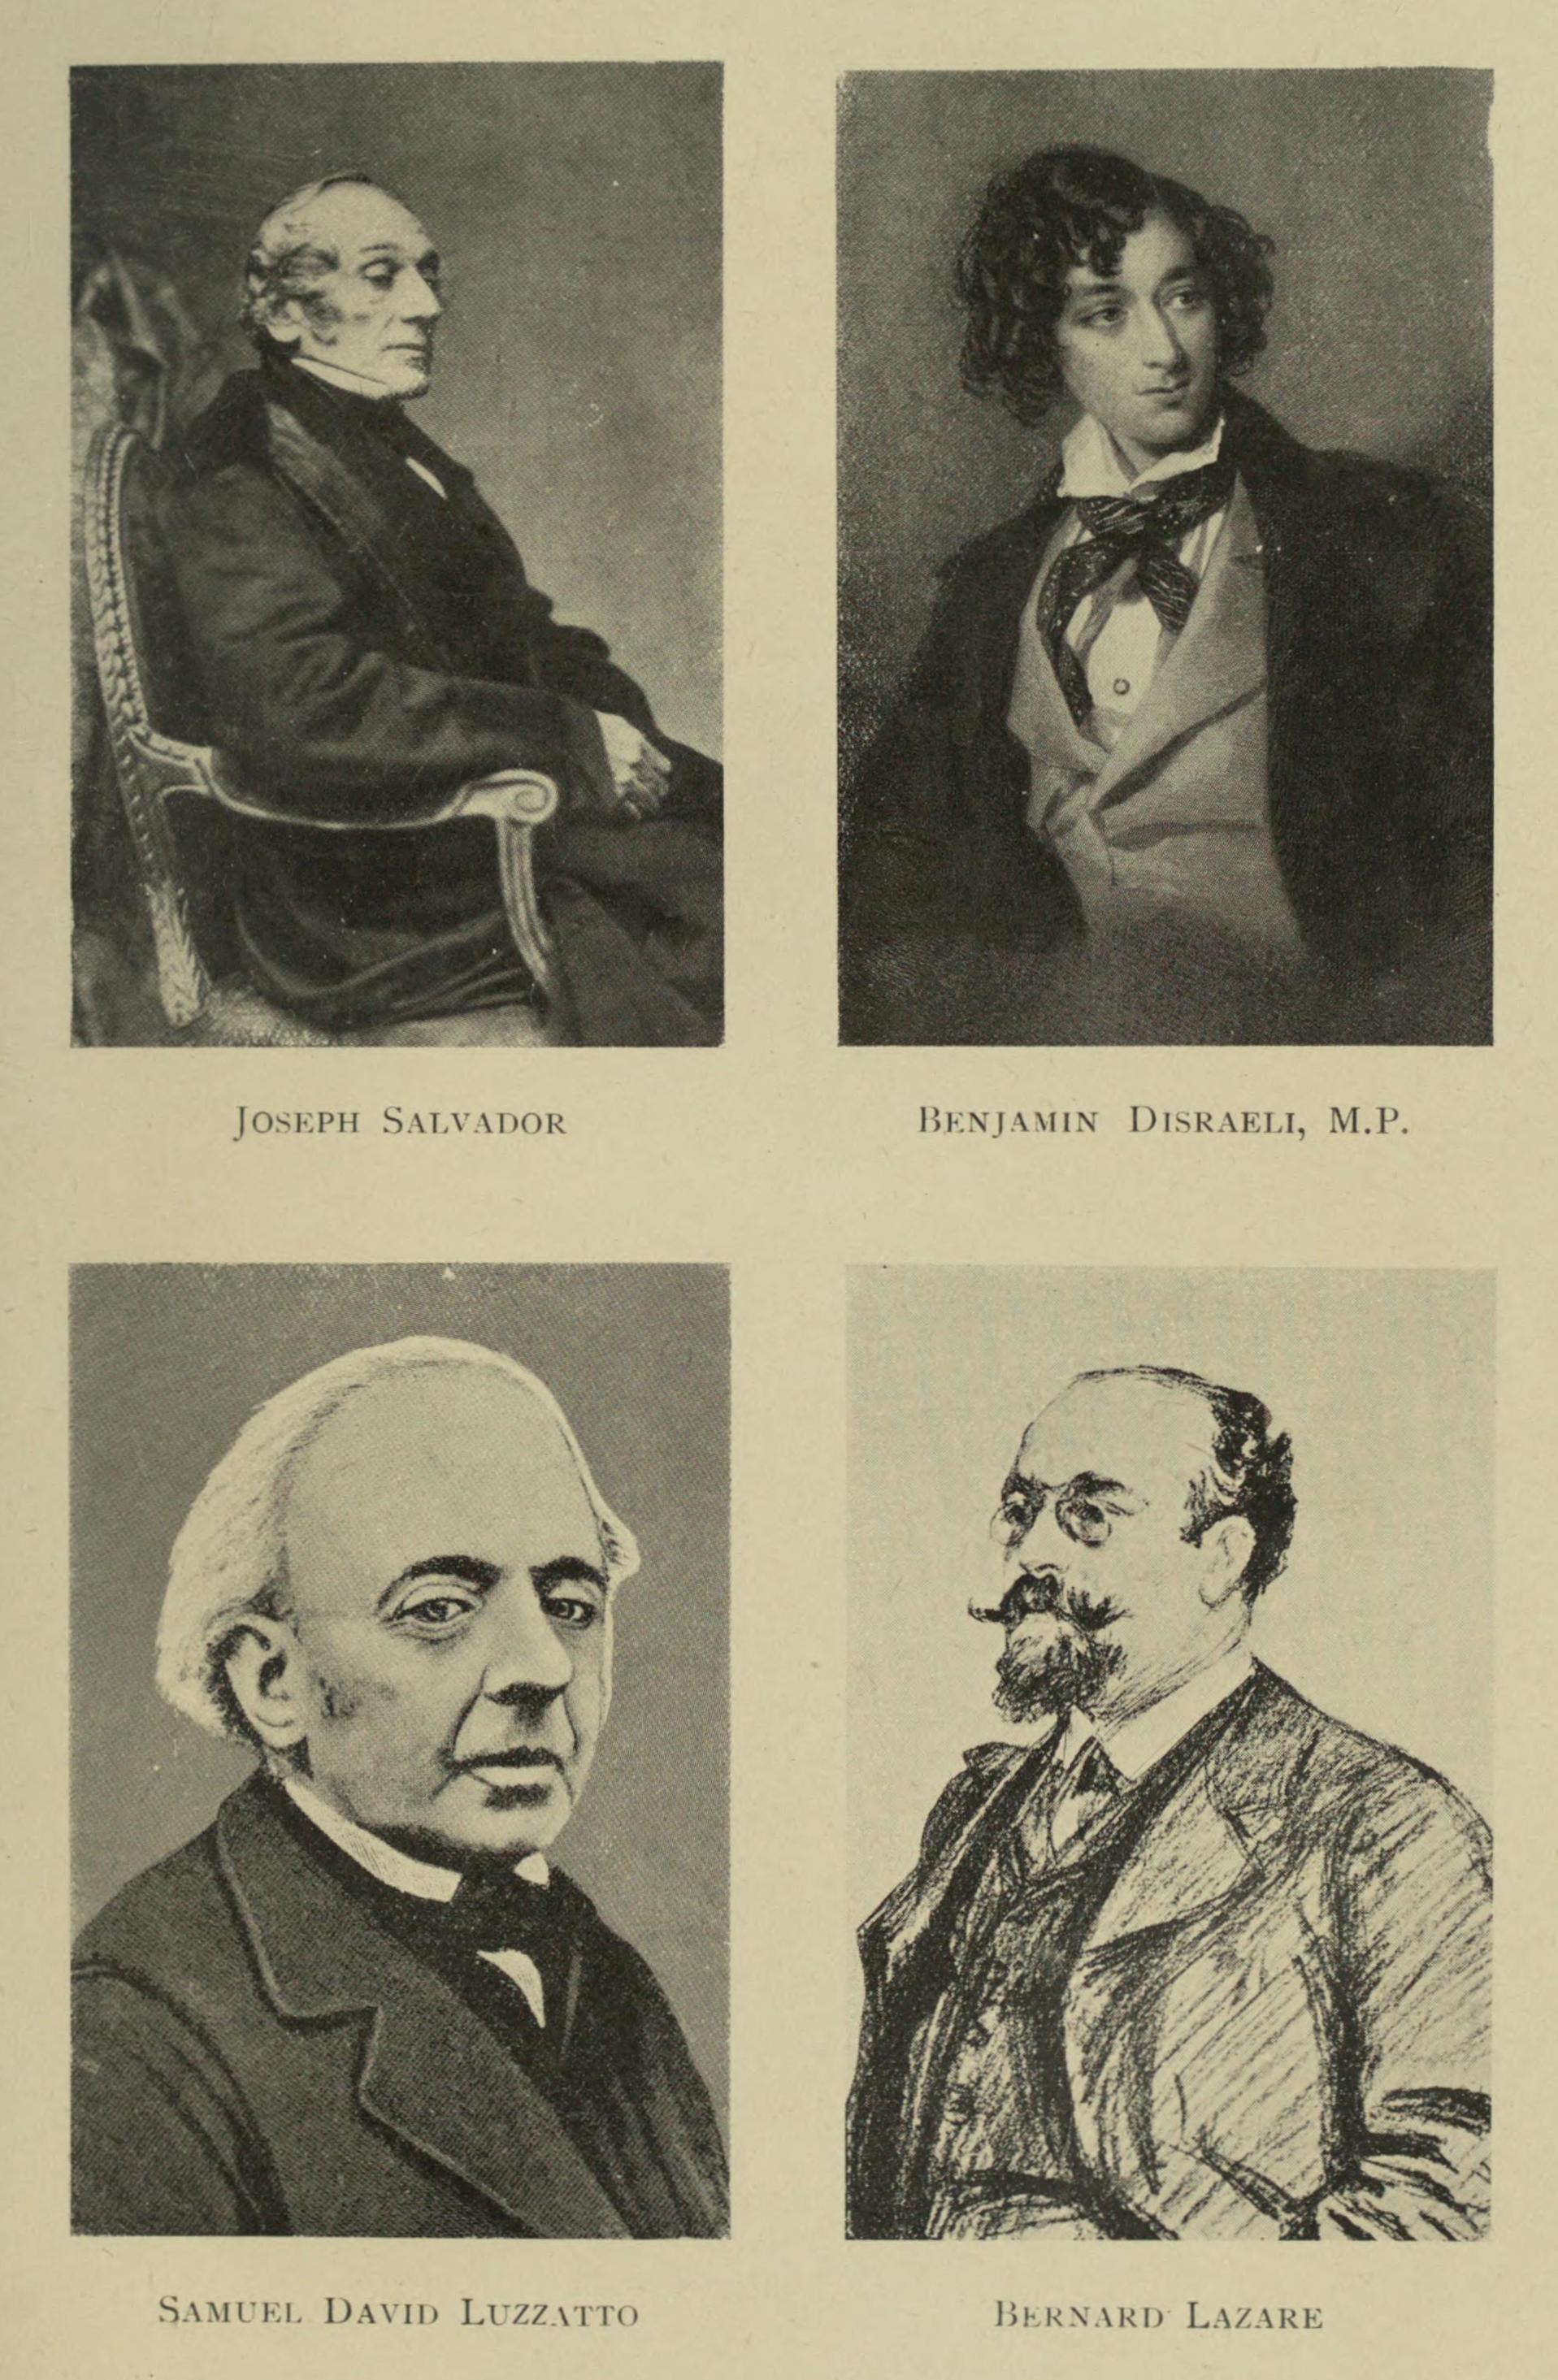 Joseph Salvador
Benjamin Disraeli, M.P.
Samuel David Luzzatto
Bernard Lazare